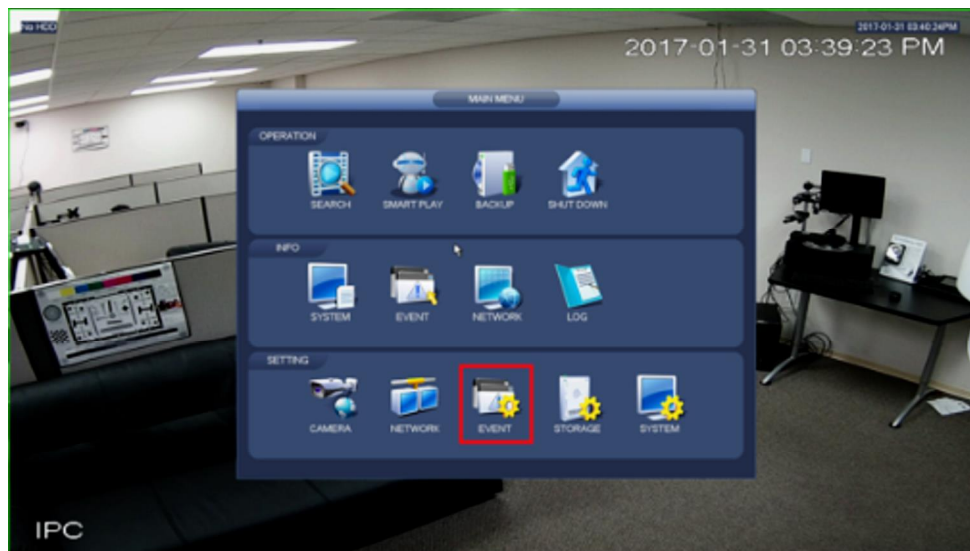 No HDD
2017-01-31 03:40:24PM
2017-01-31 03:39:23 PM
MAIN MENU
OPERATION
SEARCH
SMART PLAY
BACKUP
SHUT DOWN
INFO
SYSTEM
EVENT
NETWORK
LOG
SETTING
CAMERA
NETWORK
EVENT
STORAGE
SYSTEM
IPC